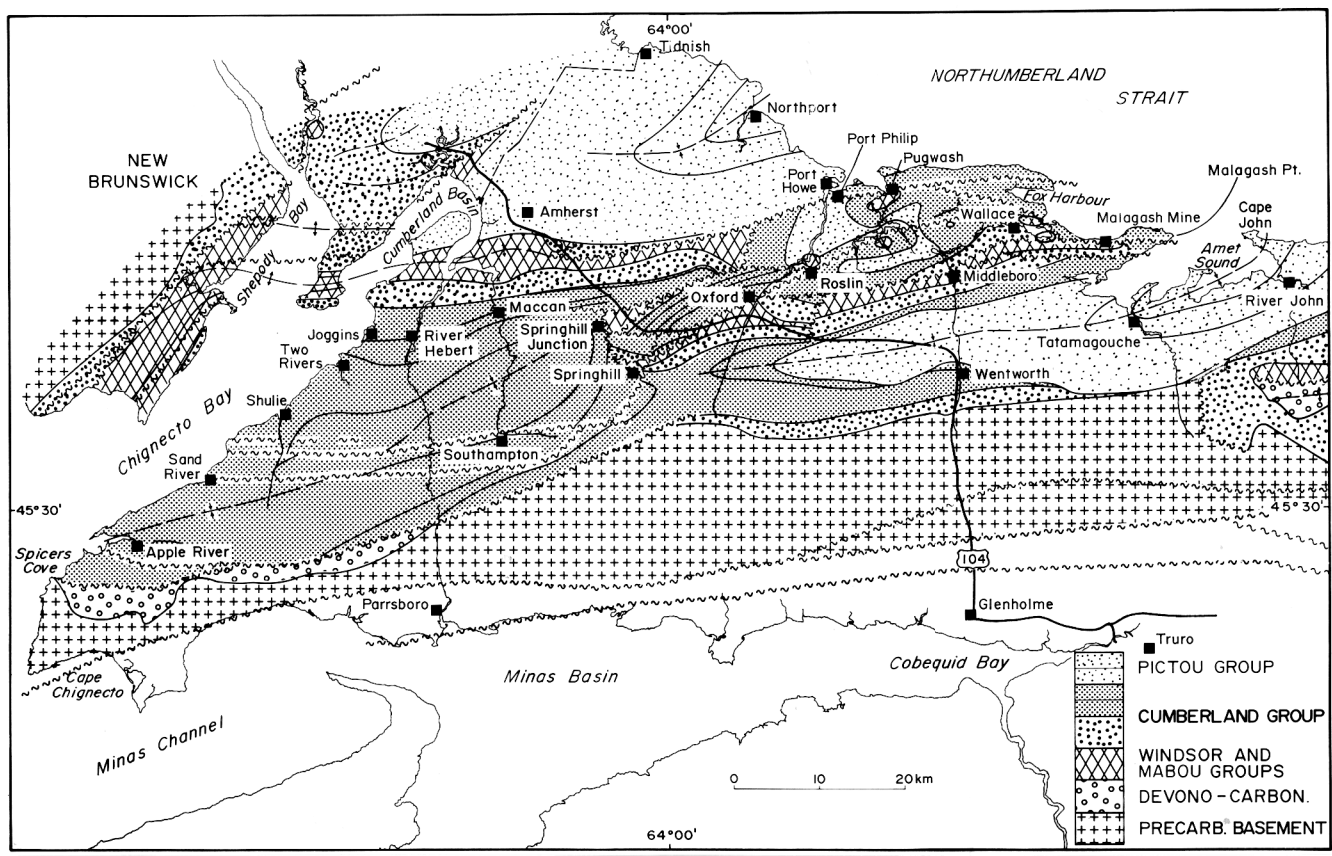 64°00'
Tidnish
NORTHUMBERLAND
STRAIT
Northport
Port Philip
Pugwash
NEW
BRUNSWICK
Port
Howe
Malagash Pt.
Fox Harbour
Cape
John
Amherst
Wallace
Malagash Mine
Cumberland Basin
Shepody Bay
Amet
Sound
Roslin
Middleboro
Oxford
River John
Maccan
Joggins
River
Hebert
Springhill
Junction
Tatamagouche
Two
Rivers
Springhill
Wentworth
Shulie
Chignecto Bay
Southampton
Sand
River
45°30'
45°30'
Apple River
Spicers
Cove
104
Parrsboro
Glenholme
Truro
Cape
Chignecto
Minas Basin
Cobequid Bay
Minas Channel
PICTOU GROUP
CUMBERLAND GROUP
WINDSOR AND
MABOU GROUPS
DEVONO-CARBON.
PRECARB. BASEMENT
0 10 20km
64°00'